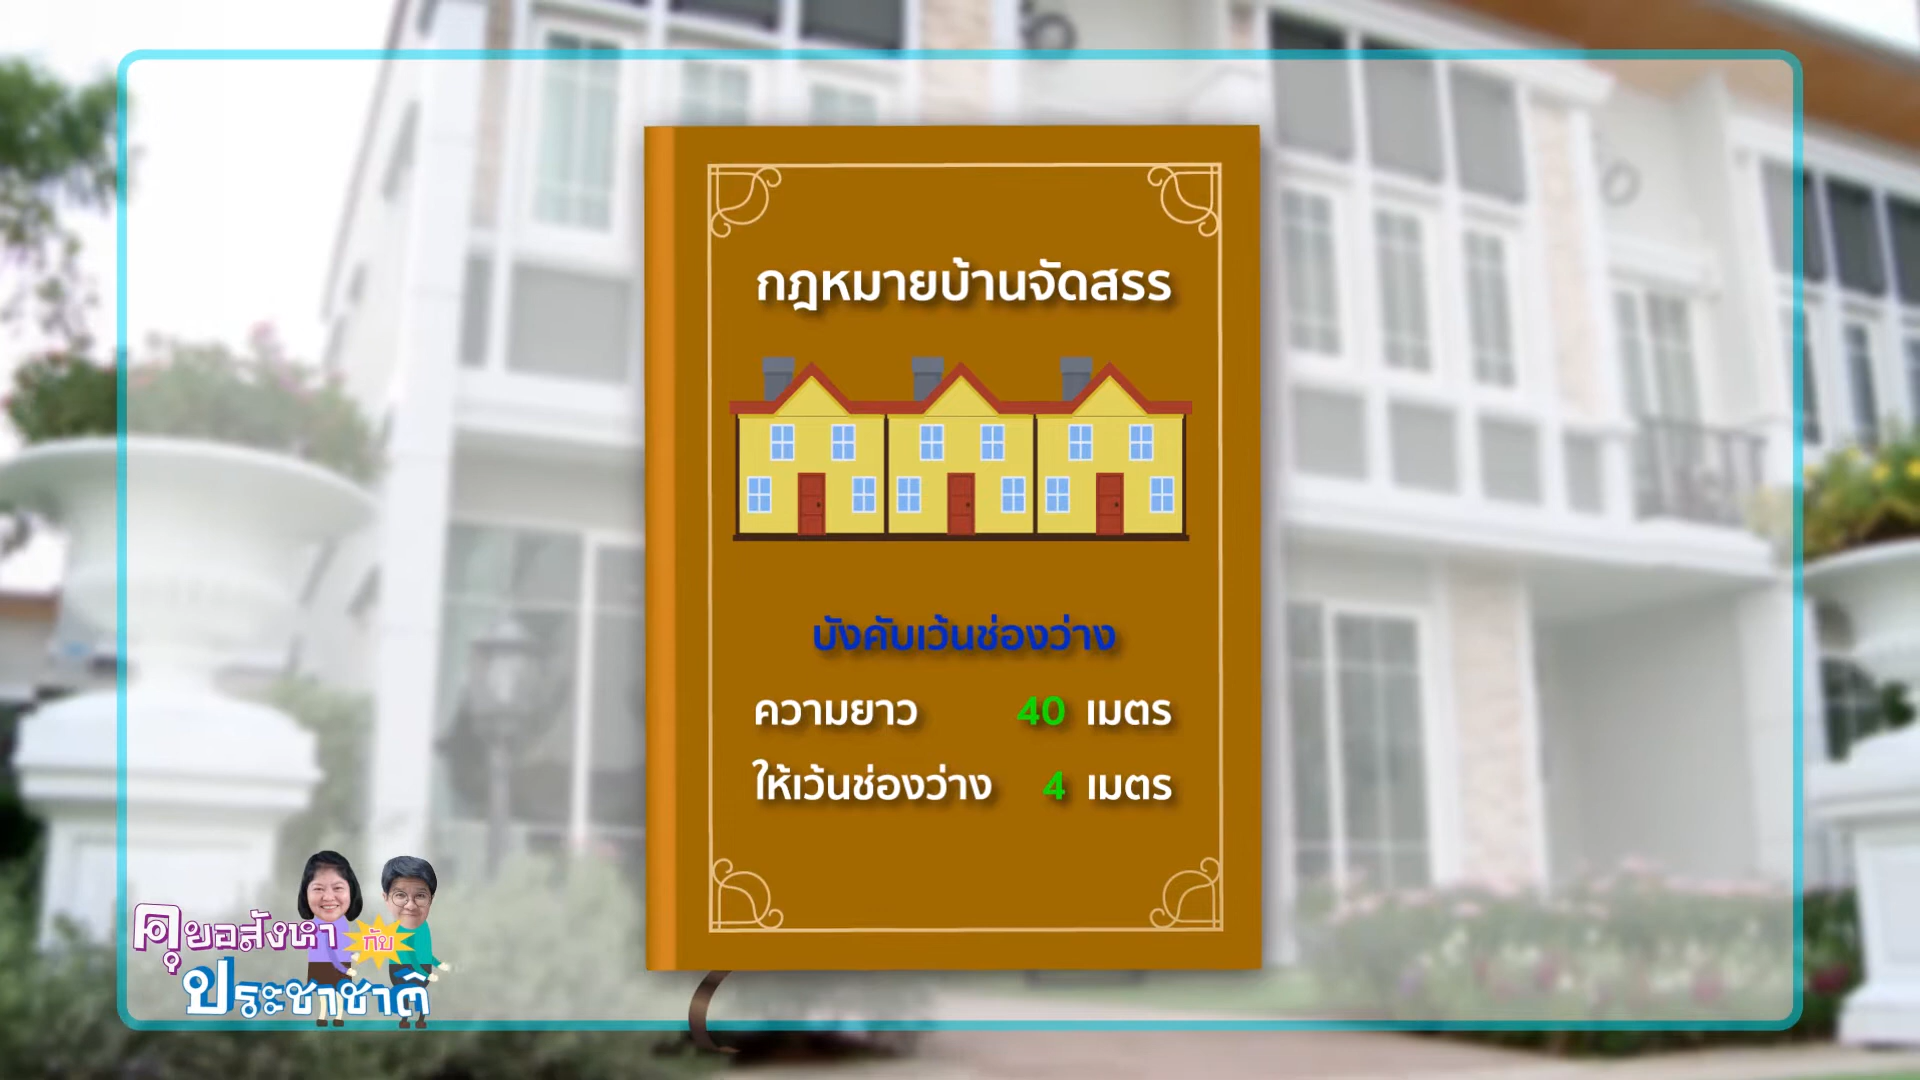 กฎหมายบ้านจัดสรร
บังคับเว้นช่องว่าง
ความยาว 40 เมตร
ให้เว้นช่องว่าง 4 เมตร
คุยอสังหา
กับ
ประชาชาติ